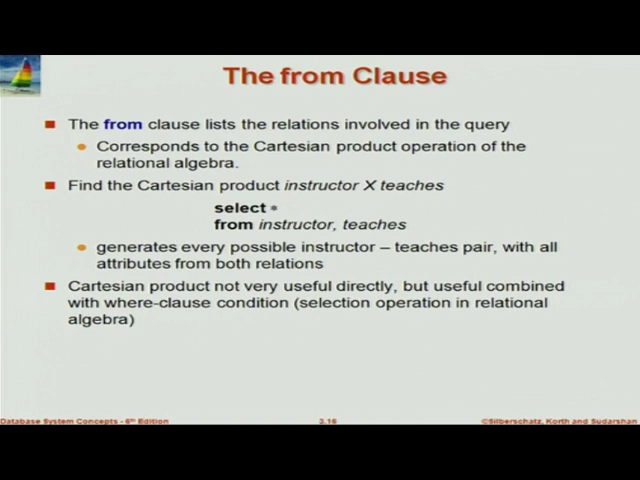 The from Clause
The from clause lists the relations involved in the query
Corresponds to the Cartesian product operation of the
relational algebra.
Find the Cartesian product instructor X teaches
select *
from instructor, teaches
generates every possible instructor – teaches pair, with all
attributes from both relations
Cartesian product not very useful directly, but useful combined
with where-clause condition (selection operation in relational
algebra)
Database System Concepts - 6th Edition
3.16
©Silberschatz, Korth and Sudarshan